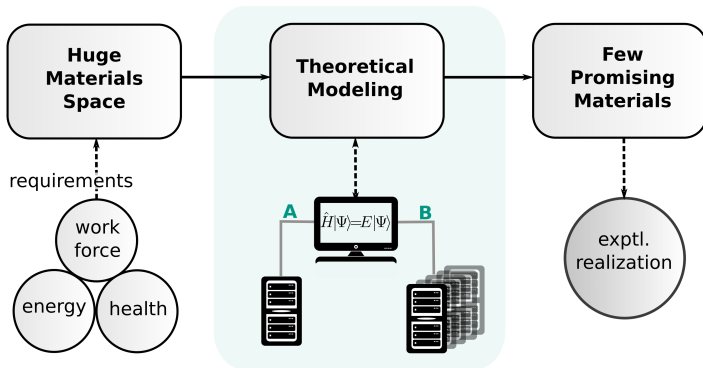 Huge
Materials
Space
Theoretical
Modeling
Few
Promising
Materials
requirements
work
force
energy
health
A
B
Ĥ|Ψ⟩=E|Ψ⟩
exptl.
realization